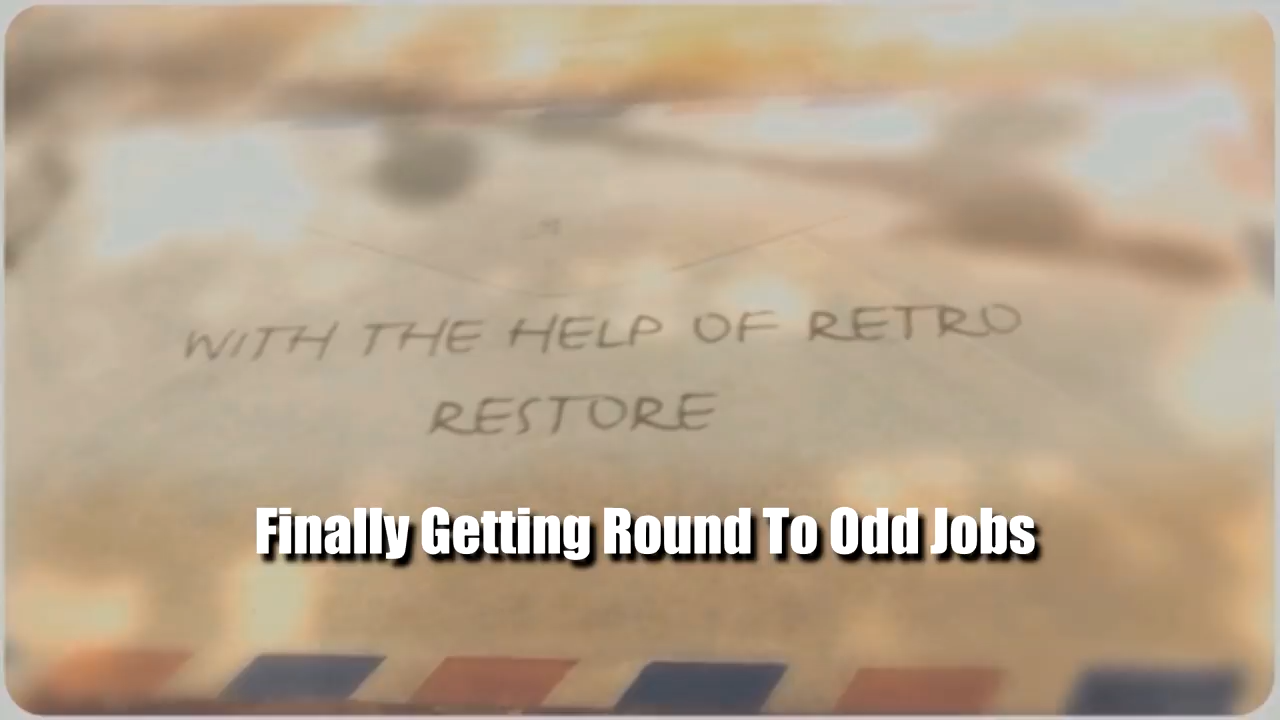 WITH THE HELP OF RETRO
RESTORE
Finally Getting Round To Odd Jobs